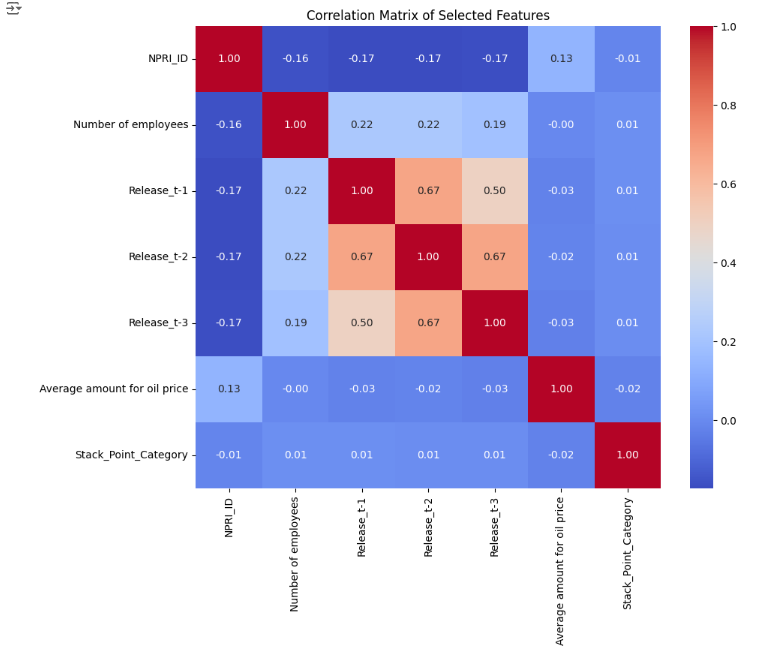 Correlation Matrix of Selected Features
NPRI_ID 1.00 -0.16 -0.17 -0.17 -0.17 0.13 -0.01
Number of employees -0.16 1.00 0.22 0.22 0.19 -0.00 0.01
Release_t-1 -0.17 0.22 1.00 0.67 0.50 -0.03 0.01
Release_t-2 -0.17 0.22 0.67 1.00 0.67 -0.02 0.01
Release_t-3 -0.17 0.19 0.50 0.67 1.00 -0.03 0.01
Average amount for oil price 0.13 -0.00 -0.03 -0.02 -0.03 1.00 -0.02
Stack_Point_Category -0.01 0.01 0.01 0.01 0.01 -0.02 1.00
NPRI_ID
Number of employees
Release_t-1
Release_t-2
Release_t-3
Average amount for oil price
Stack_Point_Category
1.0
0.8
0.6
0.4
0.2
0.0